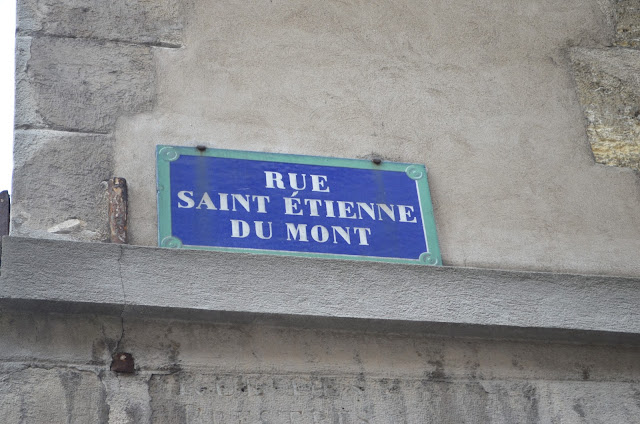 RUE
SAINT ÉTIENNE
DU MONT